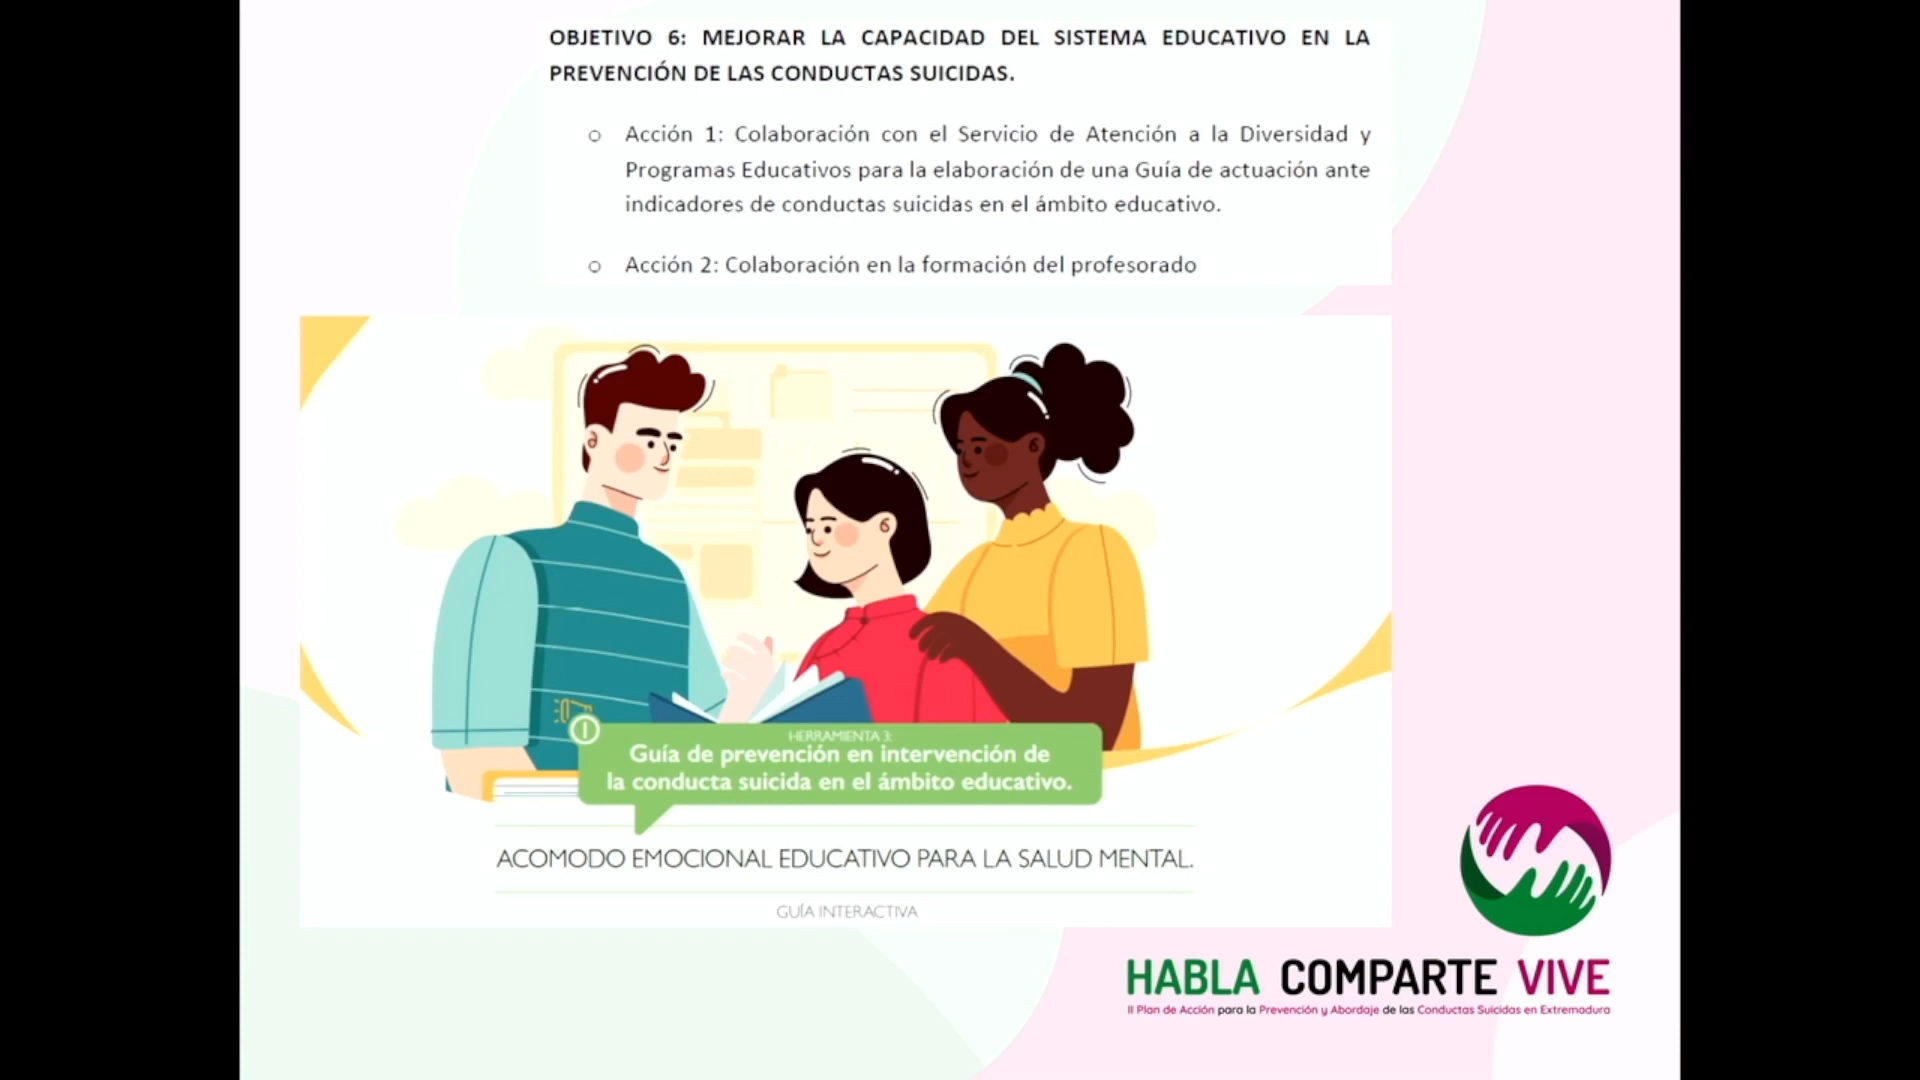 OBJETIVO 6: MEJORAR LA CAPACIDAD DEL SISTEMA EDUCATIVO EN LA
PREVENCIÓN DE LAS CONDUCTAS SUICIDAS.
o Acción 1: Colaboración con el Servicio de Atención a la Diversidad y
Programas Educativos para la elaboración de una Guía de actuación ante
indicadores de conductas suicidas en el ámbito educativo.
o Acción 2: Colaboración en la formación del profesorado
HERRAMIENTA 3:
Guía de prevención en intervención de
la conducta suicida en el ámbito educativo.
ACOMODO EMOCIONAL EDUCATIVO PARA LA SALUD MENTAL.
GUÍA INTERACTIVA
HABLA COMPARTE VIVE
II Plan de Acción para la Prevención y Abordaje de las Conductas Suicidas en Extremadura